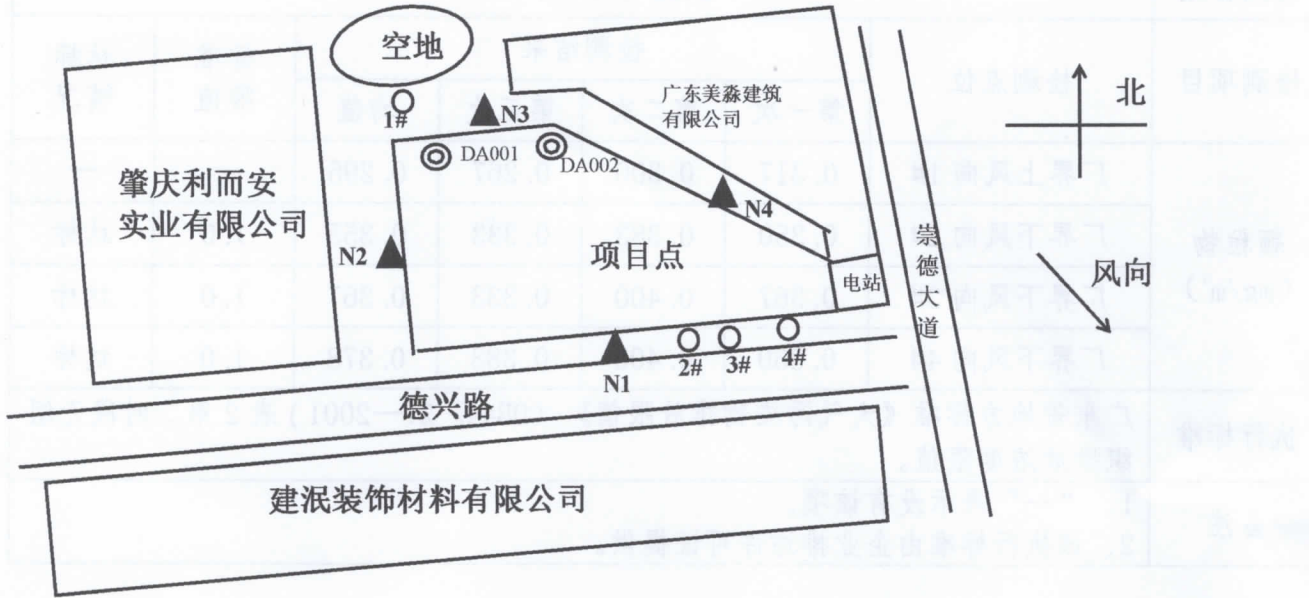 空地
广东美淼建筑
有限公司
北
1#
N3
DA001
DA002
肇庆利而安
实业有限公司
N4
N2
项目点
崇德大道
风向
电站
N1
2#
3#
4#
德兴路
建泯装饰材料有限公司